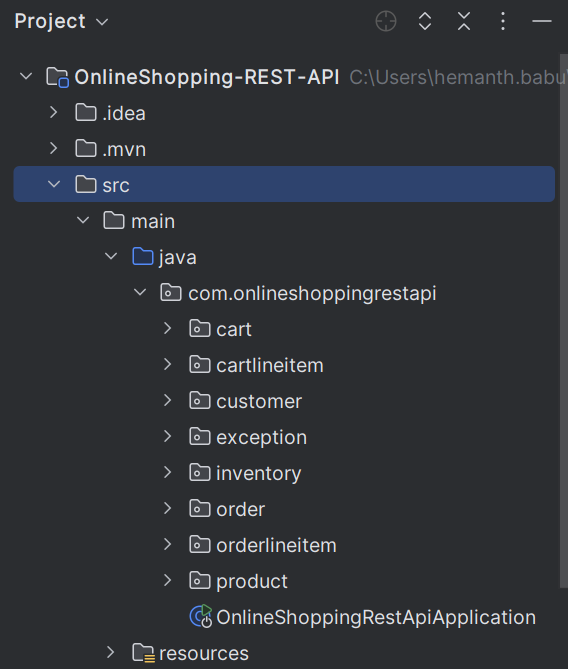 Project
OnlineShopping-REST-API C:\Users\hemanth.babu\
.idea
.mvn
src
main
java
com.onlineshoppingrestapi
cart
cartlineitem
customer
exception
inventory
order
orderlineitem
product
OnlineShoppingRestApiApplication
resources